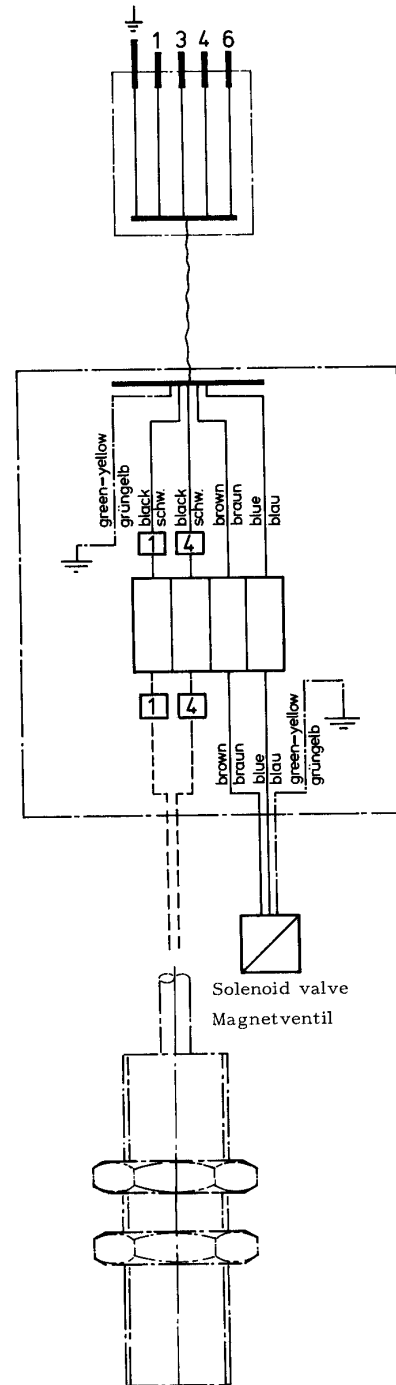 1 3 4 6
green-yellow
grüngelb
black
schw.
black
schw.
brown
braun
blue
blau
1 4
1 4
brown
braun
blue
blau
green-yellow
grüngelb
Solenoid valve
Magnetventil